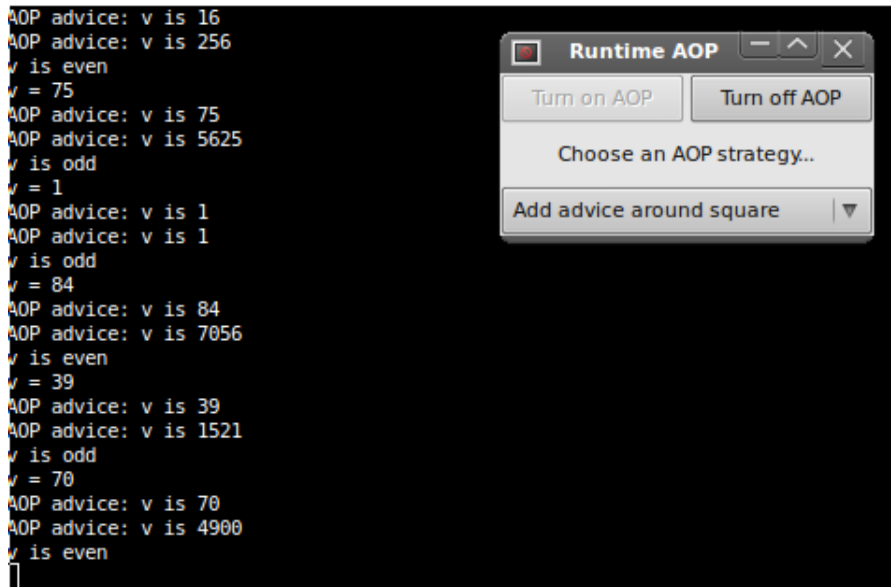 AOP advice: v is 16
AOP advice: v is 256
v is even
v = 75
AOP advice: v is 75
AOP advice: v is 5625
v is odd
v = 1
AOP advice: v is 1
AOP advice: v is 1
v is odd
v = 84
AOP advice: v is 84
AOP advice: v is 7056
v is even
v = 39
AOP advice: v is 39
AOP advice: v is 1521
v is odd
v = 70
AOP advice: v is 70
AOP advice: v is 4900
v is even
Runtime AOP
Turn on AOP Turn off AOP
Choose an AOP strategy...
Add advice around square